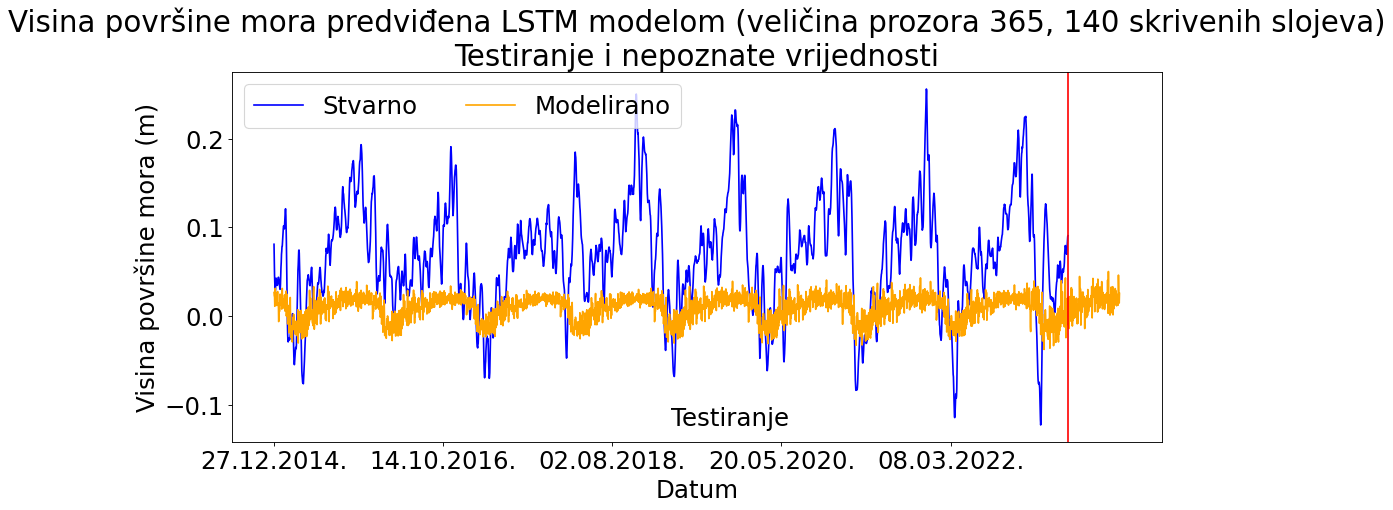 Visina površine mora predviđena LSTM modelom (veličina prozora 365, 140 skrivenih slojeva)
Testiranje i nepoznate vrijednosti
Stvarno Modelirano
Visina površine mora (m)
0.2
0.1
0.0
−0.1
Testiranje
27.12.2014. 14.10.2016. 02.08.2018. 20.05.2020. 08.03.2022.
Datum